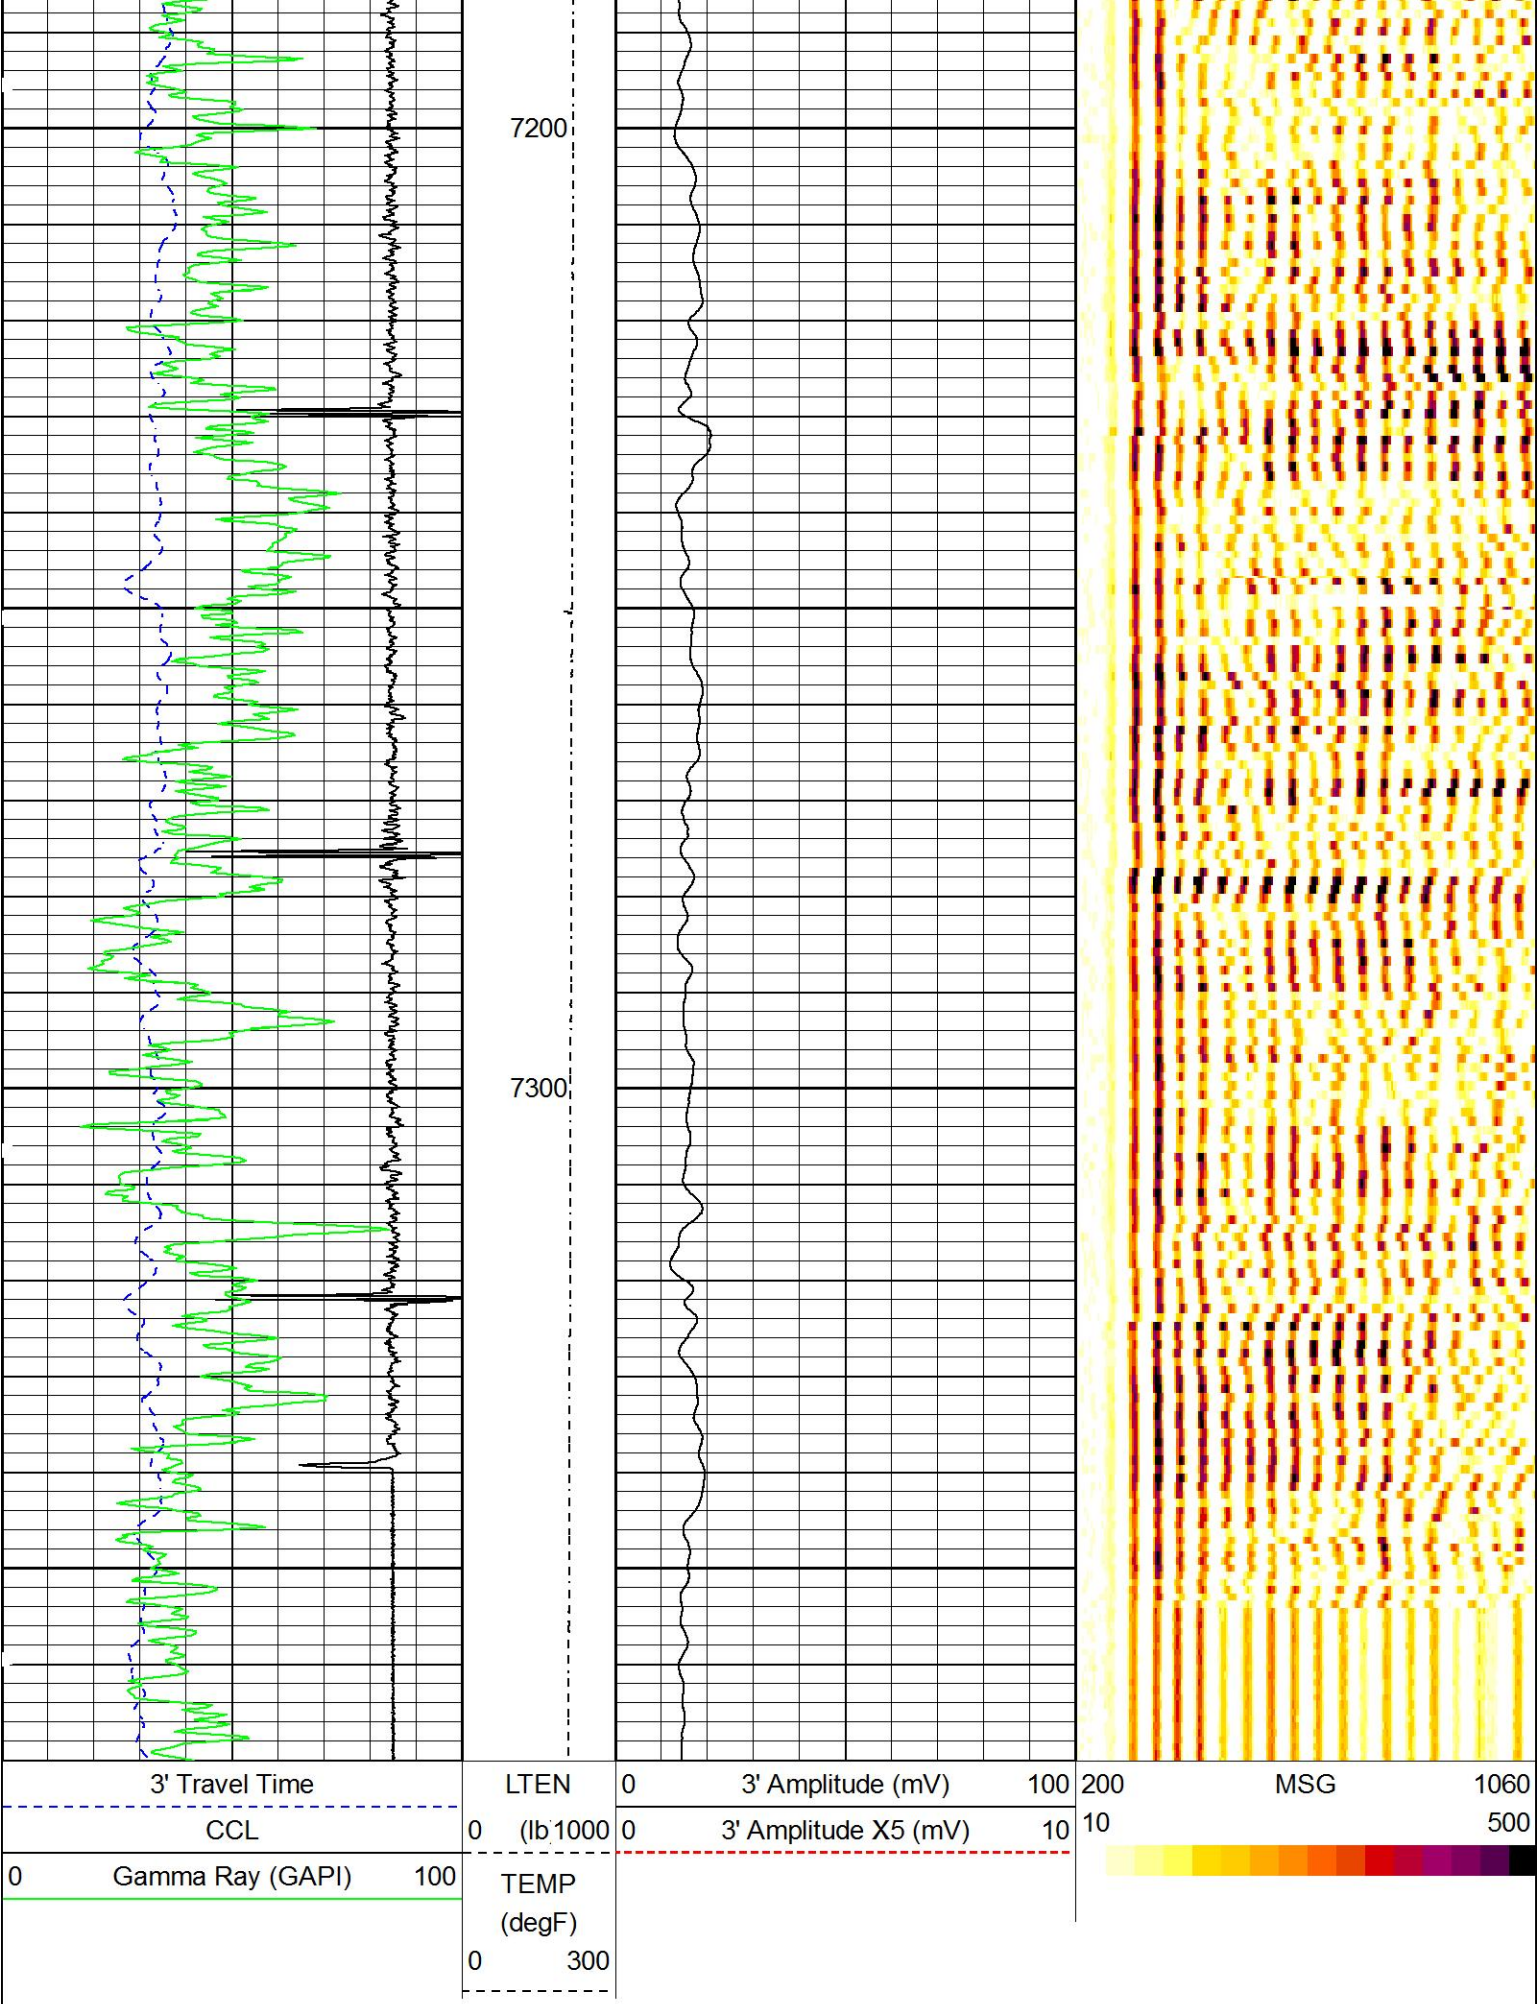 7200
7300
3' Travel Time LTEN 0 3' Amplitude (mV) 100 200 MSG 1060
CCL 0 (lb 1000 0 3' Amplitude X5 (mV) 10 10 500
0 Gamma Ray (GAPI) 100 TEMP
(degF)
0 300